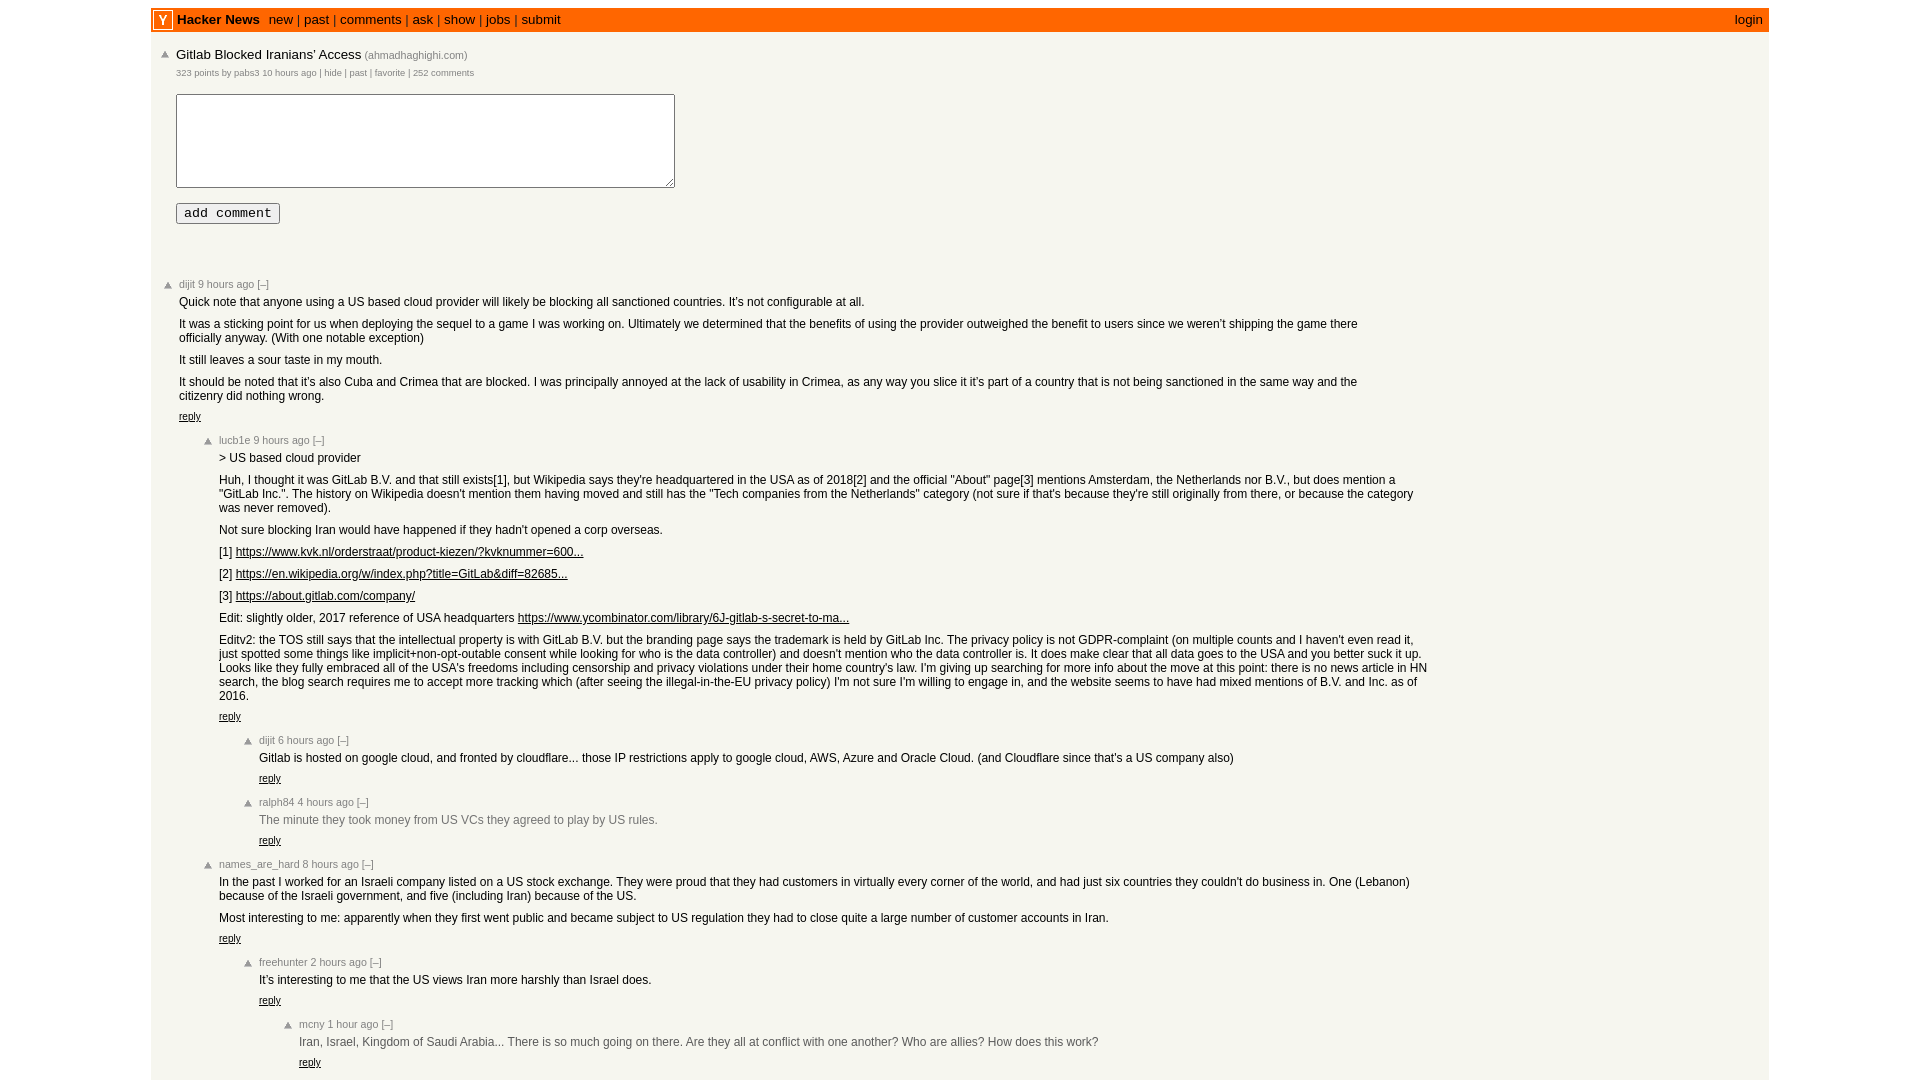 Y Hacker News new | past | comments | ask | show | jobs | submit login
Gitlab Blocked Iranians’ Access (ahmadhaghighi.com)
323 points by pabs3 10 hours ago | hide | past | favorite | 252 comments
add comment
dijit 9 hours ago [–]
Quick note that anyone using a US based cloud provider will likely be blocking all sanctioned countries. It’s not configurable at all.
It was a sticking point for us when deploying the sequel to a game I was working on. Ultimately we determined that the benefits of using the provider outweighed the benefit to users since we weren’t shipping the game there
officially anyway. (With one notable exception)
It still leaves a sour taste in my mouth.
It should be noted that it’s also Cuba and Crimea that are blocked. I was principally annoyed at the lack of usability in Crimea, as any way you slice it it’s part of a country that is not being sanctioned in the same way and the
citizenry did nothing wrong.
reply
lucb1e 9 hours ago [–]
> US based cloud provider
Huh, I thought it was GitLab B.V. and that still exists[1], but Wikipedia says they're headquartered in the USA as of 2018[2] and the official "About" page[3] mentions Amsterdam, the Netherlands nor B.V., but does mention a
"GitLab Inc.". The history on Wikipedia doesn't mention them having moved and still has the "Tech companies from the Netherlands" category (not sure if that's because they're still originally from there, or because the category
was never removed).
Not sure blocking Iran would have happened if they hadn't opened a corp overseas.
[1] https://www.kvk.nl/orderstraat/product-kiezen/?kvknummer=600...
[2] https://en.wikipedia.org/w/index.php?title=GitLab&diff=82685...
[3] https://about.gitlab.com/company/
Edit: slightly older, 2017 reference of USA headquarters https://www.ycombinator.com/library/6J-gitlab-s-secret-to-ma...
Editv2: the TOS still says that the intellectual property is with GitLab B.V. but the branding page says the trademark is held by GitLab Inc. The privacy policy is not GDPR-complaint (on multiple counts and I haven't even read it,
just spotted some things like implicit+non-opt-outable consent while looking for who is the data controller) and doesn't mention who the data controller is. It does make clear that all data goes to the USA and you better suck it up.
Looks like they fully embraced all of the USA's freedoms including censorship and privacy violations under their home country's law. I'm giving up searching for more info about the move at this point: there is no news article in HN
search, the blog search requires me to accept more tracking which (after seeing the illegal-in-the-EU privacy policy) I'm not sure I'm willing to engage in, and the website seems to have had mixed mentions of B.V. and Inc. as of
2016.
reply
dijit 6 hours ago [–]
Gitlab is hosted on google cloud, and fronted by cloudflare... those IP restrictions apply to google cloud, AWS, Azure and Oracle Cloud. (and Cloudflare since that's a US company also)
reply
ralph84 4 hours ago [–]
The minute they took money from US VCs they agreed to play by US rules.
reply
names_are_hard 8 hours ago [–]
In the past I worked for an Israeli company listed on a US stock exchange. They were proud that they had customers in virtually every corner of the world, and had just six countries they couldn't do business in. One (Lebanon)
because of the Israeli government, and five (including Iran) because of the US.
Most interesting to me: apparently when they first went public and became subject to US regulation they had to close quite a large number of customer accounts in Iran.
reply
freehunter 2 hours ago [–]
It’s interesting to me that the US views Iran more harshly than Israel does.
reply
mcny 1 hour ago [–]
Iran, Israel, Kingdom of Saudi Arabia... There is so much going on there. Are they all at conflict with one another? Who are allies? How does this work?
reply